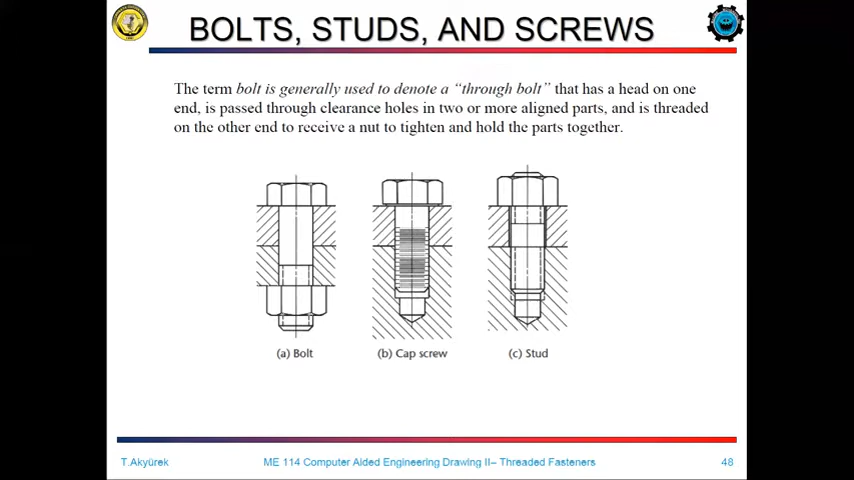 BOLTS, STUDS, AND SCREWS
The term bolt is generally used to denote a “through bolt” that has a head on one
end, is passed through clearance holes in two or more aligned parts, and is threaded
on the other end to receive a nut to tighten and hold the parts together.
(a) Bolt
(b) Cap screw
(c) Stud
T.Akyürek
ME 114 Computer Aided Engineering Drawing II– Threaded Fasteners
48